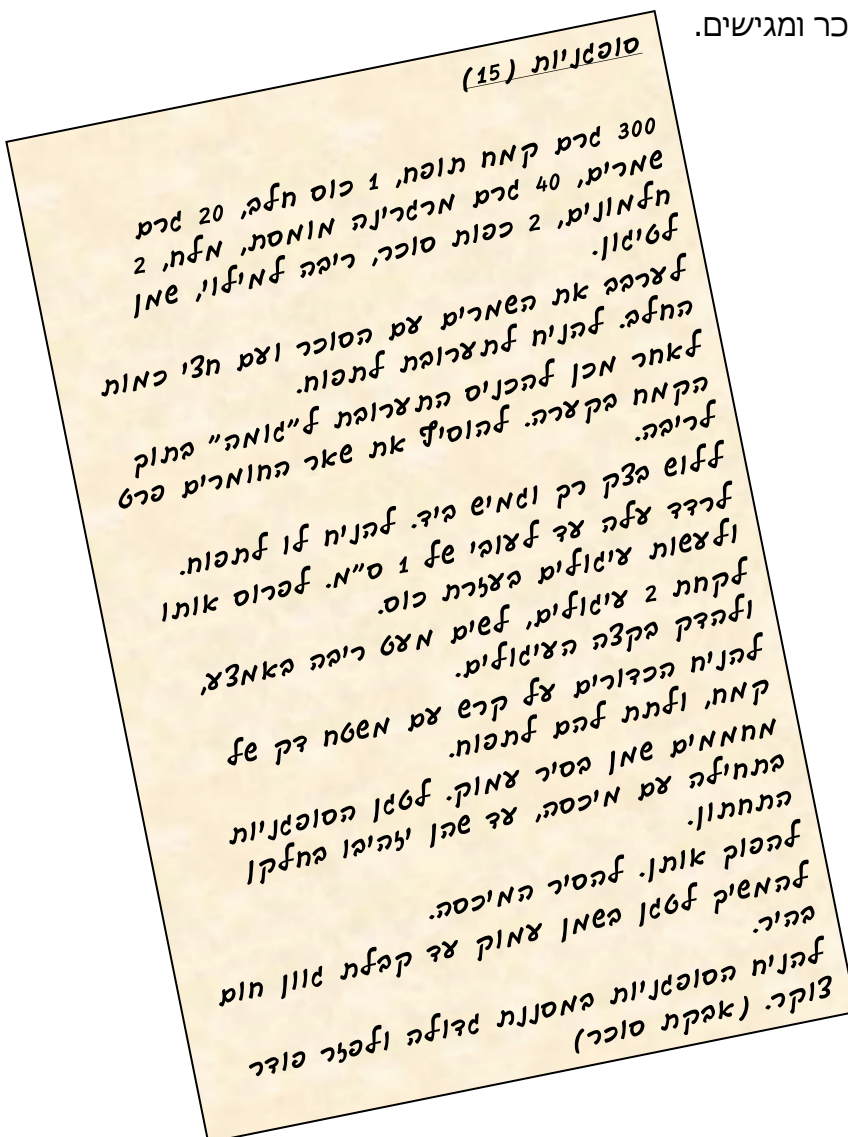 כר ומגישים.
סופגניות (15)
300 גרם קמח תופח, 1 כוס חלב, 20 גרם
שמרים, 40 גרם מרגרינה מומסת, מלח, 2
חלמונים, 2 כפות סוכר, ריבה למילוי, שמן
לטיגון.
לערבב את השמרים עם הסוכר ועם חצי כמות
החלב. להניח לתערובת לתפוח.
לאחר מכן להכניס התערובת ל"גומה" בתוך
הקמח בקערה. להוסיף את שאר החומרים פרט
לריבה.
ללוש בצק רק וגמיש ביד. להניח לו לתפוח.
לרדד עלה עד לעובי של 1 ס"מ. לפרוס אותו
ולעשות עיגולים בעזרת כוס.
לקחת 2 עיגולים, לשים מעט ריבה באמצע,
ולהדק בקצה העיגולים.
להניח הכדורים על קרש עם משטח דק של
קמח, ולתת להם לתפוח.
מחממים שמן בסיר עמוק. לטגן הסופגניות
בתחילה עם מיכסה, עד שהן יזהיבו בחלקן
התחתון.
להפוך אותן. להסיר המיכסה.
להמשיך לטגן בשמן עמוק עד קבלת גוון חום
בהיר.
להניח הסופגניות במסננת גדולה ולפזר פודר
צוקר. (אבקת סוכר)